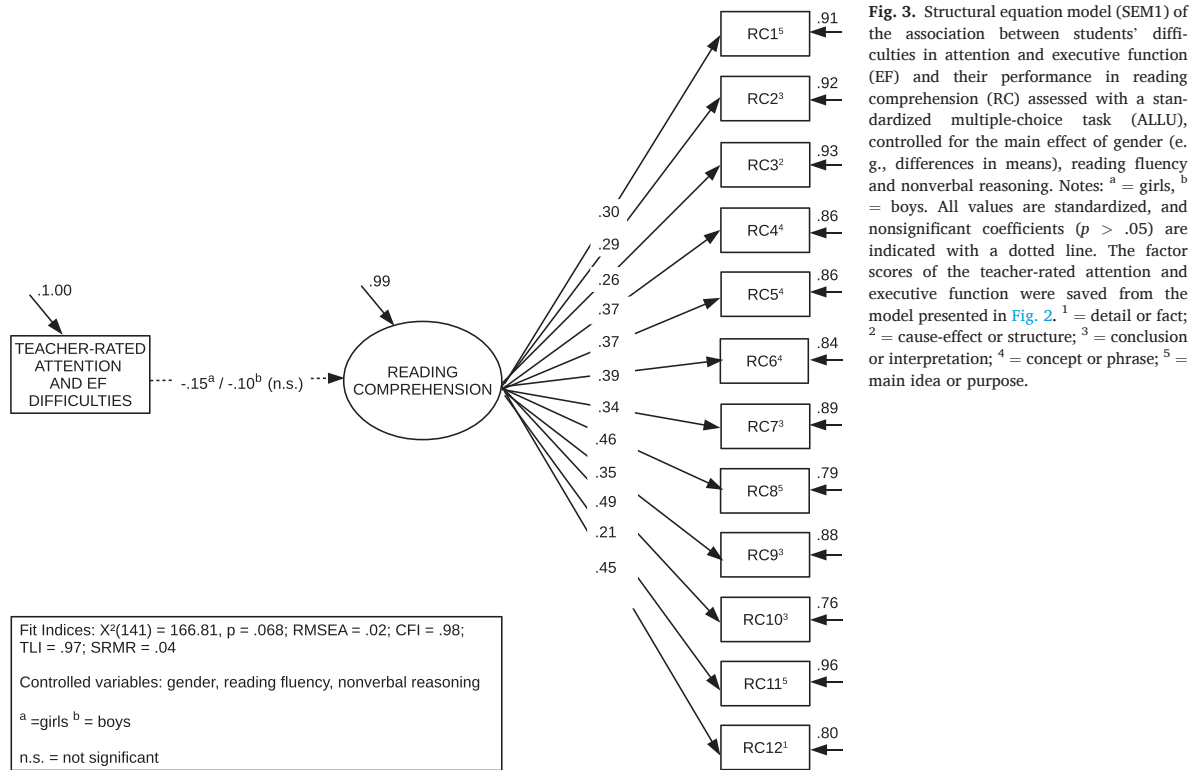 .1.00
TEACHER-RATED
ATTENTION
AND EF
DIFFICULTIES
-.15ᵃ / -.10ᵇ (n.s.)
.99
READING
COMPREHENSION
.30
.29
.26
.37
.37
.39
.34
.46
.35
.49
.21
.45
RC1⁵
.91
RC2³
.92
RC3²
.93
RC4⁴
.86
RC5⁴
.86
RC6⁴
.84
RC7³
.89
RC8⁵
.79
RC9³
.88
RC10³
.76
RC11⁵
.96
RC12¹
.80
Fit Indices: X²(141) = 166.81, p = .068; RMSEA = .02; CFI = .98;
TLI = .97; SRMR = .04
Controlled variables: gender, reading fluency, nonverbal reasoning
ᵃ =girls ᵇ = boys
n.s. = not significant
Fig. 3. Structural equation model (SEM1) of
the association between students' diffi-
culties in attention and executive function
(EF) and their performance in reading
comprehension (RC) assessed with a stan-
dardized multiple-choice task (ALLU),
controlled for the main effect of gender (e.
g., differences in means), reading fluency
and nonverbal reasoning. Notes: ᵃ = girls, ᵇ
= boys. All values are standardized, and
nonsignificant coefficients (p > .05) are
indicated with a dotted line. The factor
scores of the teacher-rated attention and
executive function were saved from the
model presented in Fig. 2. ¹ = detail or fact;
² = cause-effect or structure; ³ = conclusion
or interpretation; ⁴ = concept or phrase; ⁵ =
main idea or purpose.